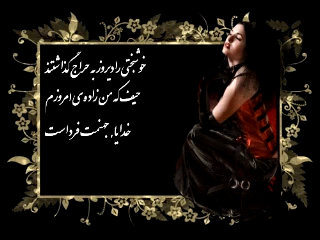 خوشبختی را دیروز به حراج گذاشتند
حیف که من زاده‌ی امروزم
خدایا، جهنمت فرداست